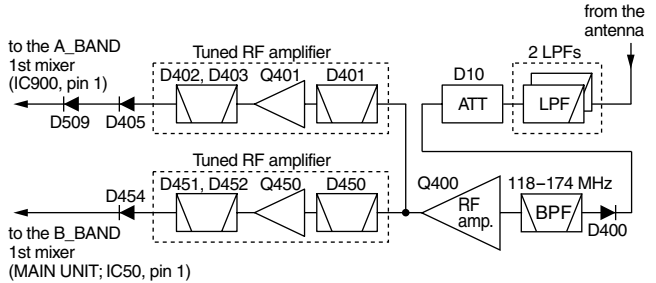 from the
antenna
to the A_BAND
1st mixer
(IC900, pin 1)
Tuned RF amplifier
2 LPFs
D402, D403
Q401
D401
D10
ATT
LPF
D509
D405
Tuned RF amplifier
D454
D451, D452
Q450
D450
Q400
118–174 MHz
RF
amp.
BPF
D400
to the B_BAND
1st mixer
(MAIN UNIT; IC50, pin 1)